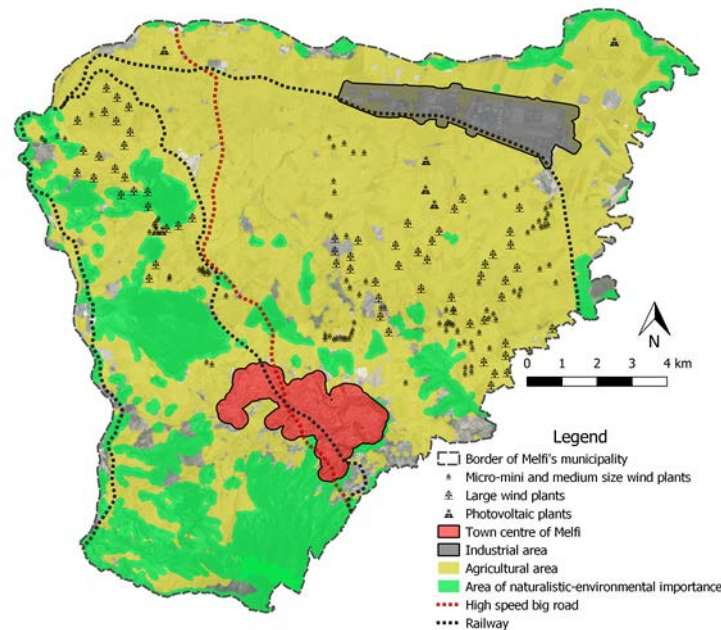 N
0 1 2 3 4 km
Legend
Border of Melfi's municipality
Micro-mini and medium size wind plants
Large wind plants
Photovoltaic plants
Town centre of Melfi
Industrial area
Agricultural area
Area of naturalistic-environmental importance
High speed big road
Railway